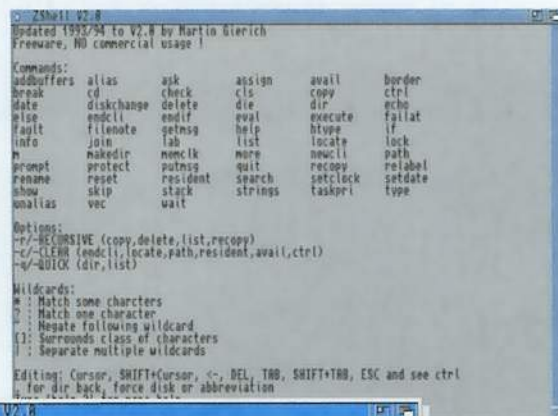 ZShell V2.0
Updated 1993/94 to V2.0 by Martin Gierich
Freeware, NO commercial usage !
Commands:
addbuffers alias ask assign avail border
break cd check cls copy ctrl
date diskchange delete die dir echo
else endcli endif eval execute failat
fault filenote getmsg help htype if
info join lab list locate lock
m makedir memclk more newcli path
prompt protect putmsg quit recopy relabel
rename reset resident search setclock setdate
show skip stack strings taskpri type
unalias vec wait
Options:
-r/-RECURSIVE (copy,delete,list,recopy)
-c/-CLEAR (endcli,locate,path,resident,avail,ctrl)
-q/-QUICK (dir,list)
Wildcards:
* : Match some charcters
? : Match one character
: Negate following wildcard
[]: Surrounds class of characters
| : Separate multiple wildcards
Editing: Cursor, SHIFT+Cursor, <-, DEL, TAB, SHIFT+TAB, ESC and see ctrl
, for dir back, force disk or abbreviation
V2.0